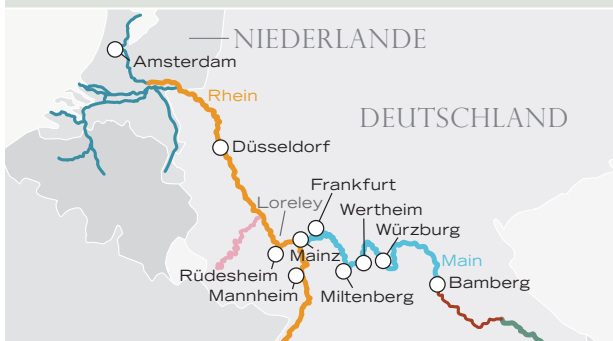 NIEDERLANDE
Amsterdam
Rhein
DEUTSCHLAND
Düsseldorf
Frankfurt
Loreley
Wertheim
Würzburg
Mainz
Main
Rüdesheim
Mannheim
Miltenberg
Bamberg